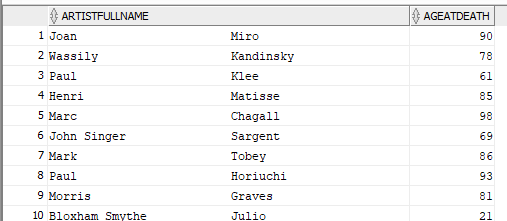 ARTISTFULLNAME AGEATDEATH
1 Joan Miro 90
2 Wassily Kandinsky 78
3 Paul Klee 61
4 Henri Matisse 85
5 Marc Chagall 98
6 John Singer Sargent 69
7 Mark Tobey 86
8 Paul Horiuchi 93
9 Morris Graves 81
10 Bloxham Smythe Julio 21